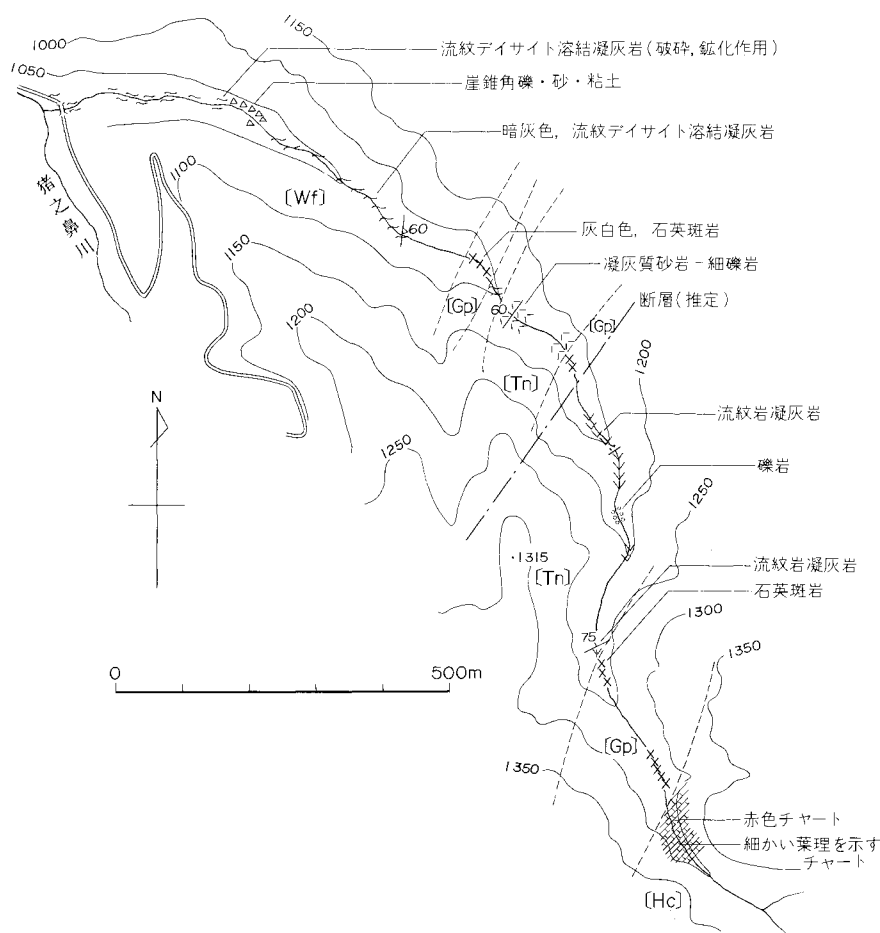 1000
1050
1150
流紋デイサイト溶結凝灰岩(破砕,鉱化作用)
崖錐角礫・砂・粘土
暗灰色,流紋デイサイト溶結凝灰岩
猪之鼻川
1100
[Wf]
60
灰白色,石英斑岩
1150
凝灰質砂岩-細礫岩
[Gp]
60
断層(推定)
1200
[Gp]
[Tn]
1200
N
流紋岩凝灰岩
1250
礫岩
1250
・1315
[Tn]
流紋岩凝灰岩
石英斑岩
1300
75
1350
0
500m
[Gp]
1350
赤色チャート
細かい葉理を示す
チャート
[Hc]